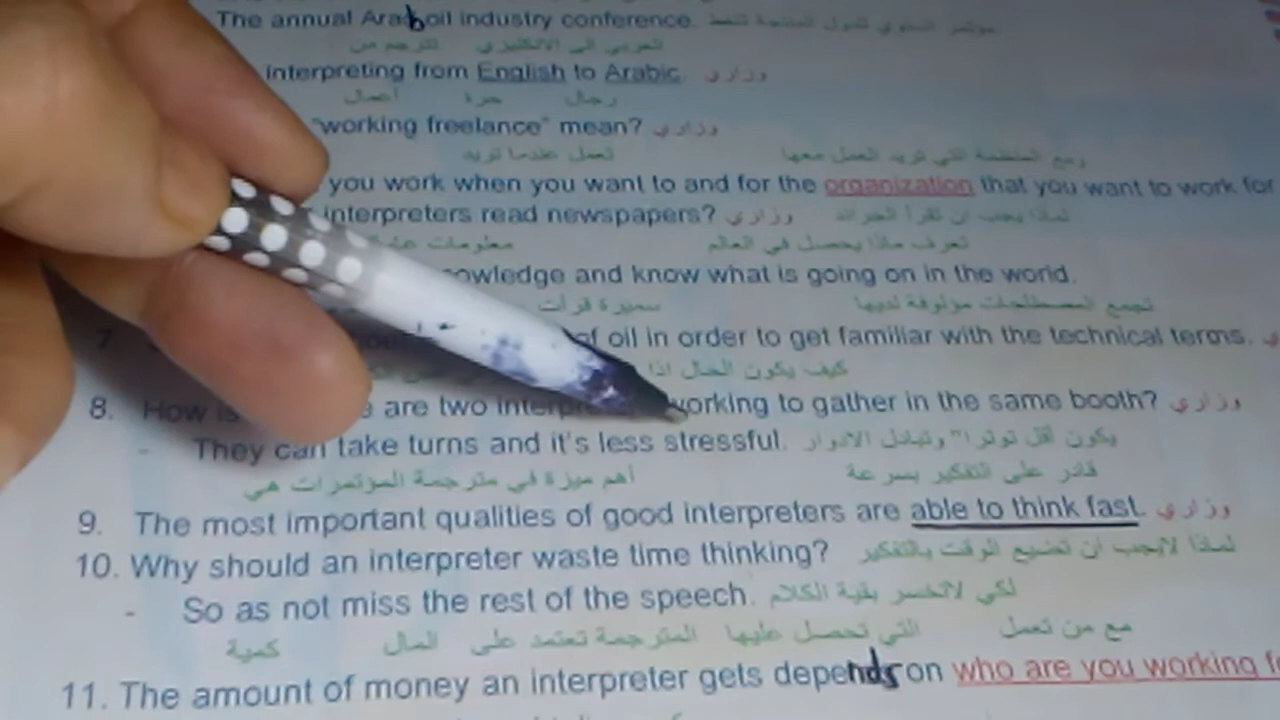 The annual Arab oil industry conference. مؤتمر السنوي للدول المنتجة للنفط
العربي الى الانكليزي تترجم من
interpreting from English to Arabic. وزاري
رجال حرة أعمال
"working freelance" mean? وزاري
ومع المنظمة التي تريد العمل معها تعمل عندما تريد
you work when you want to and for the organization that you want to work for
interpreters read newspapers? وزاري لماذا يجب ان تقرأ الجرائد
تعرف ماذا يحصل في العالم معلومات
owledge and know what is going on in the world.
تجمع المصطلحات مؤلوفة لديها سميرة قرأت
7 of oil in order to get familiar with the technical terms.
كيف يكون الحال اذا
8. How is are two working to gather in the same booth? وزاري
- They can take turns and it's less stressful. يكون أقل توترا" وتبادل الادوار
قادر على التفكير بسرعة أهم ميزة في مترجمة المؤتمرات هي
9. The most important qualities of good interpreters are able to think fast. وزاري
10. Why should an interpreter waste time thinking? لماذا لايجب ان تضيع الوقت بالتفكير
- So as not miss the rest of the speech. لكي لاتخسر بقية الكلام
مع من تعمل التي تحصل عليها المترجمة تعتمد على المال كمية
11. The amount of money an interpreter gets depends on who are you working f